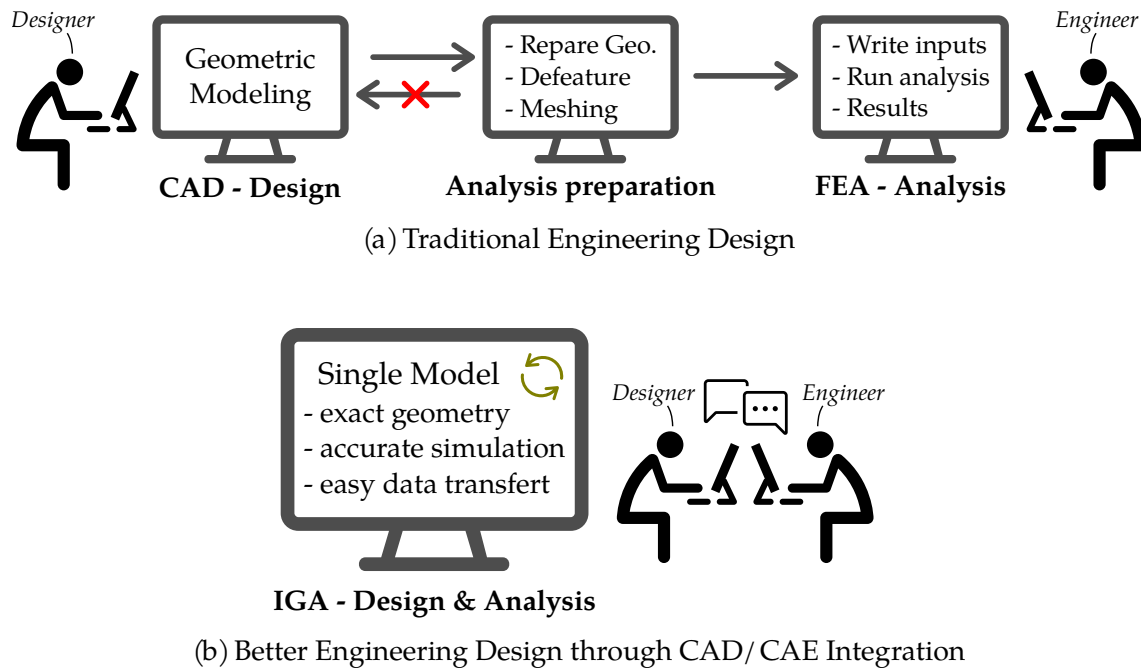 Designer
Engineer
Geometric
Modeling
- Repare Geo.
- Defeature
- Meshing
- Write inputs
- Run analysis
- Results
CAD - Design
Analysis preparation
FEA - Analysis
(a) Traditional Engineering Design
Single Model
- exact geometry
- accurate simulation
- easy data transfert
Designer
Engineer
IGA - Design & Analysis
(b) Better Engineering Design through CAD/CAE Integration